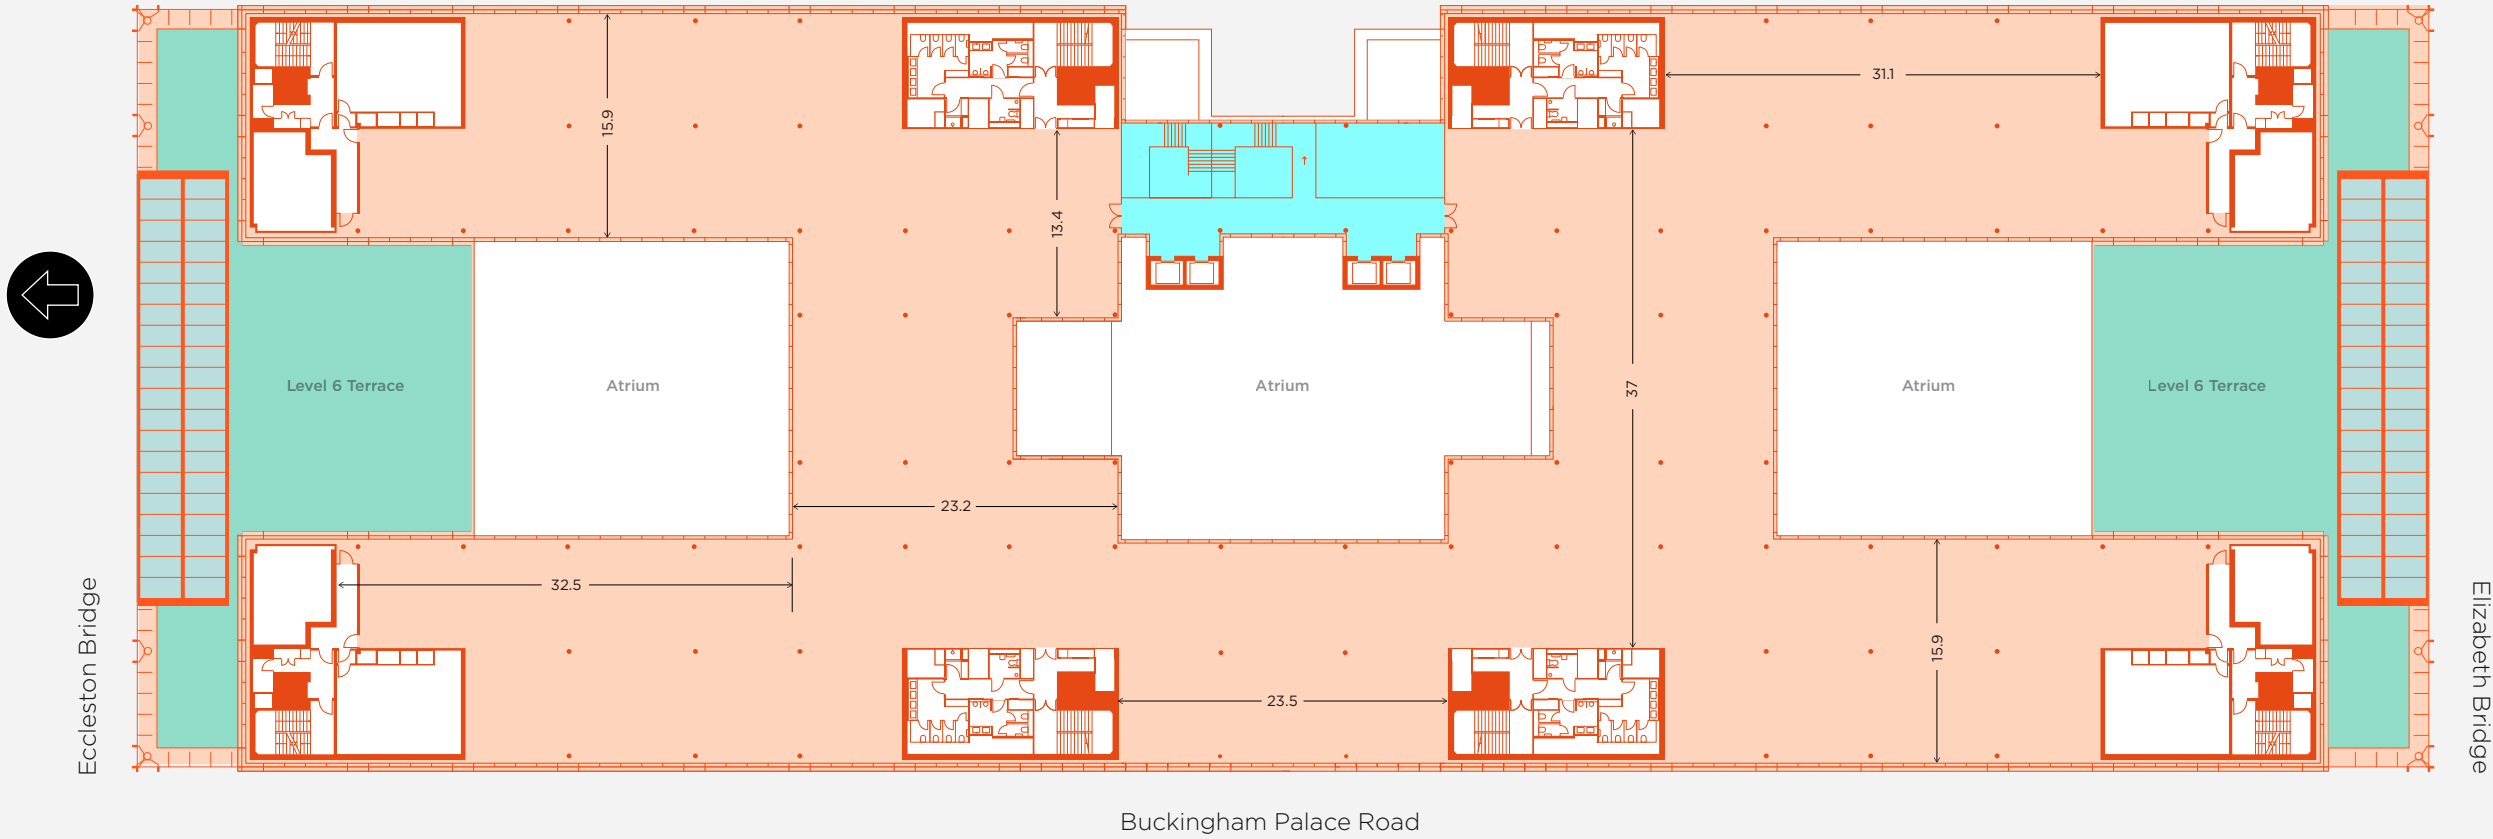 31.1
15.9
13.4
37
Level 6 Terrace
Atrium
Atrium
Atrium
Level 6 Terrace
23.2
32.5
15.9
23.5
Eccleston Bridge
Elizabeth Bridge
Buckingham Palace Road